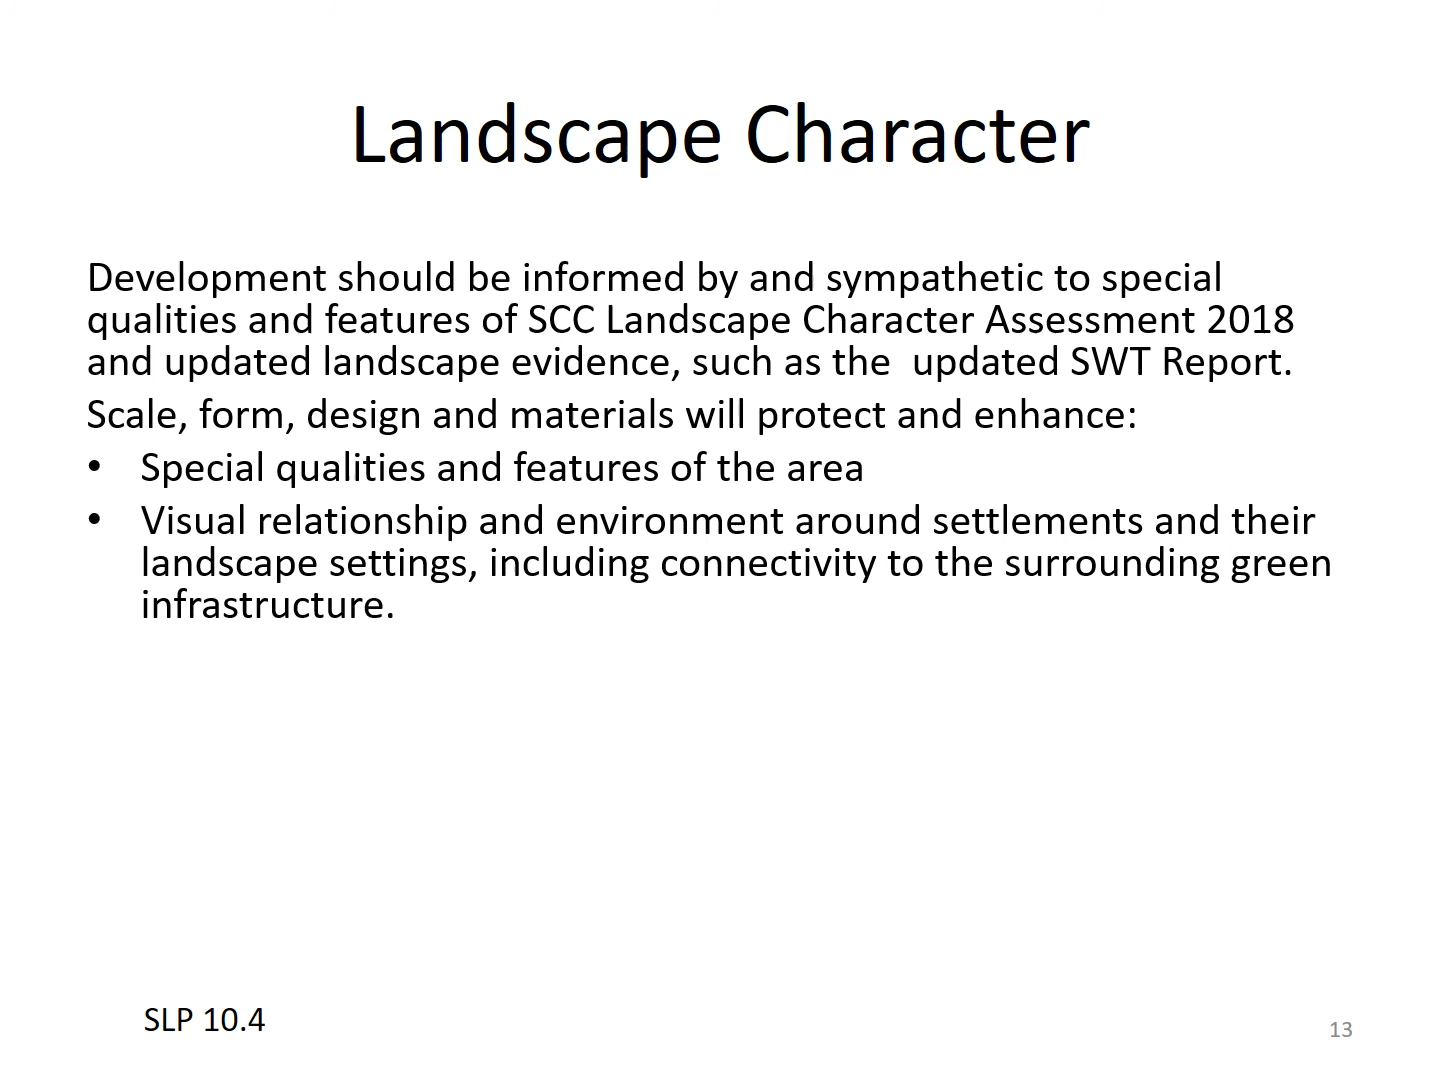 Landscape Character
Development should be informed by and sympathetic to special
qualities and features of SCC Landscape Character Assessment 2018
and updated landscape evidence, such as the  updated SWT Report.
Scale, form, design and materials will protect and enhance:
• Special qualities and features of the area
• Visual relationship and environment around settlements and their
landscape settings, including connectivity to the surrounding green
infrastructure.
SLP 10.4
13